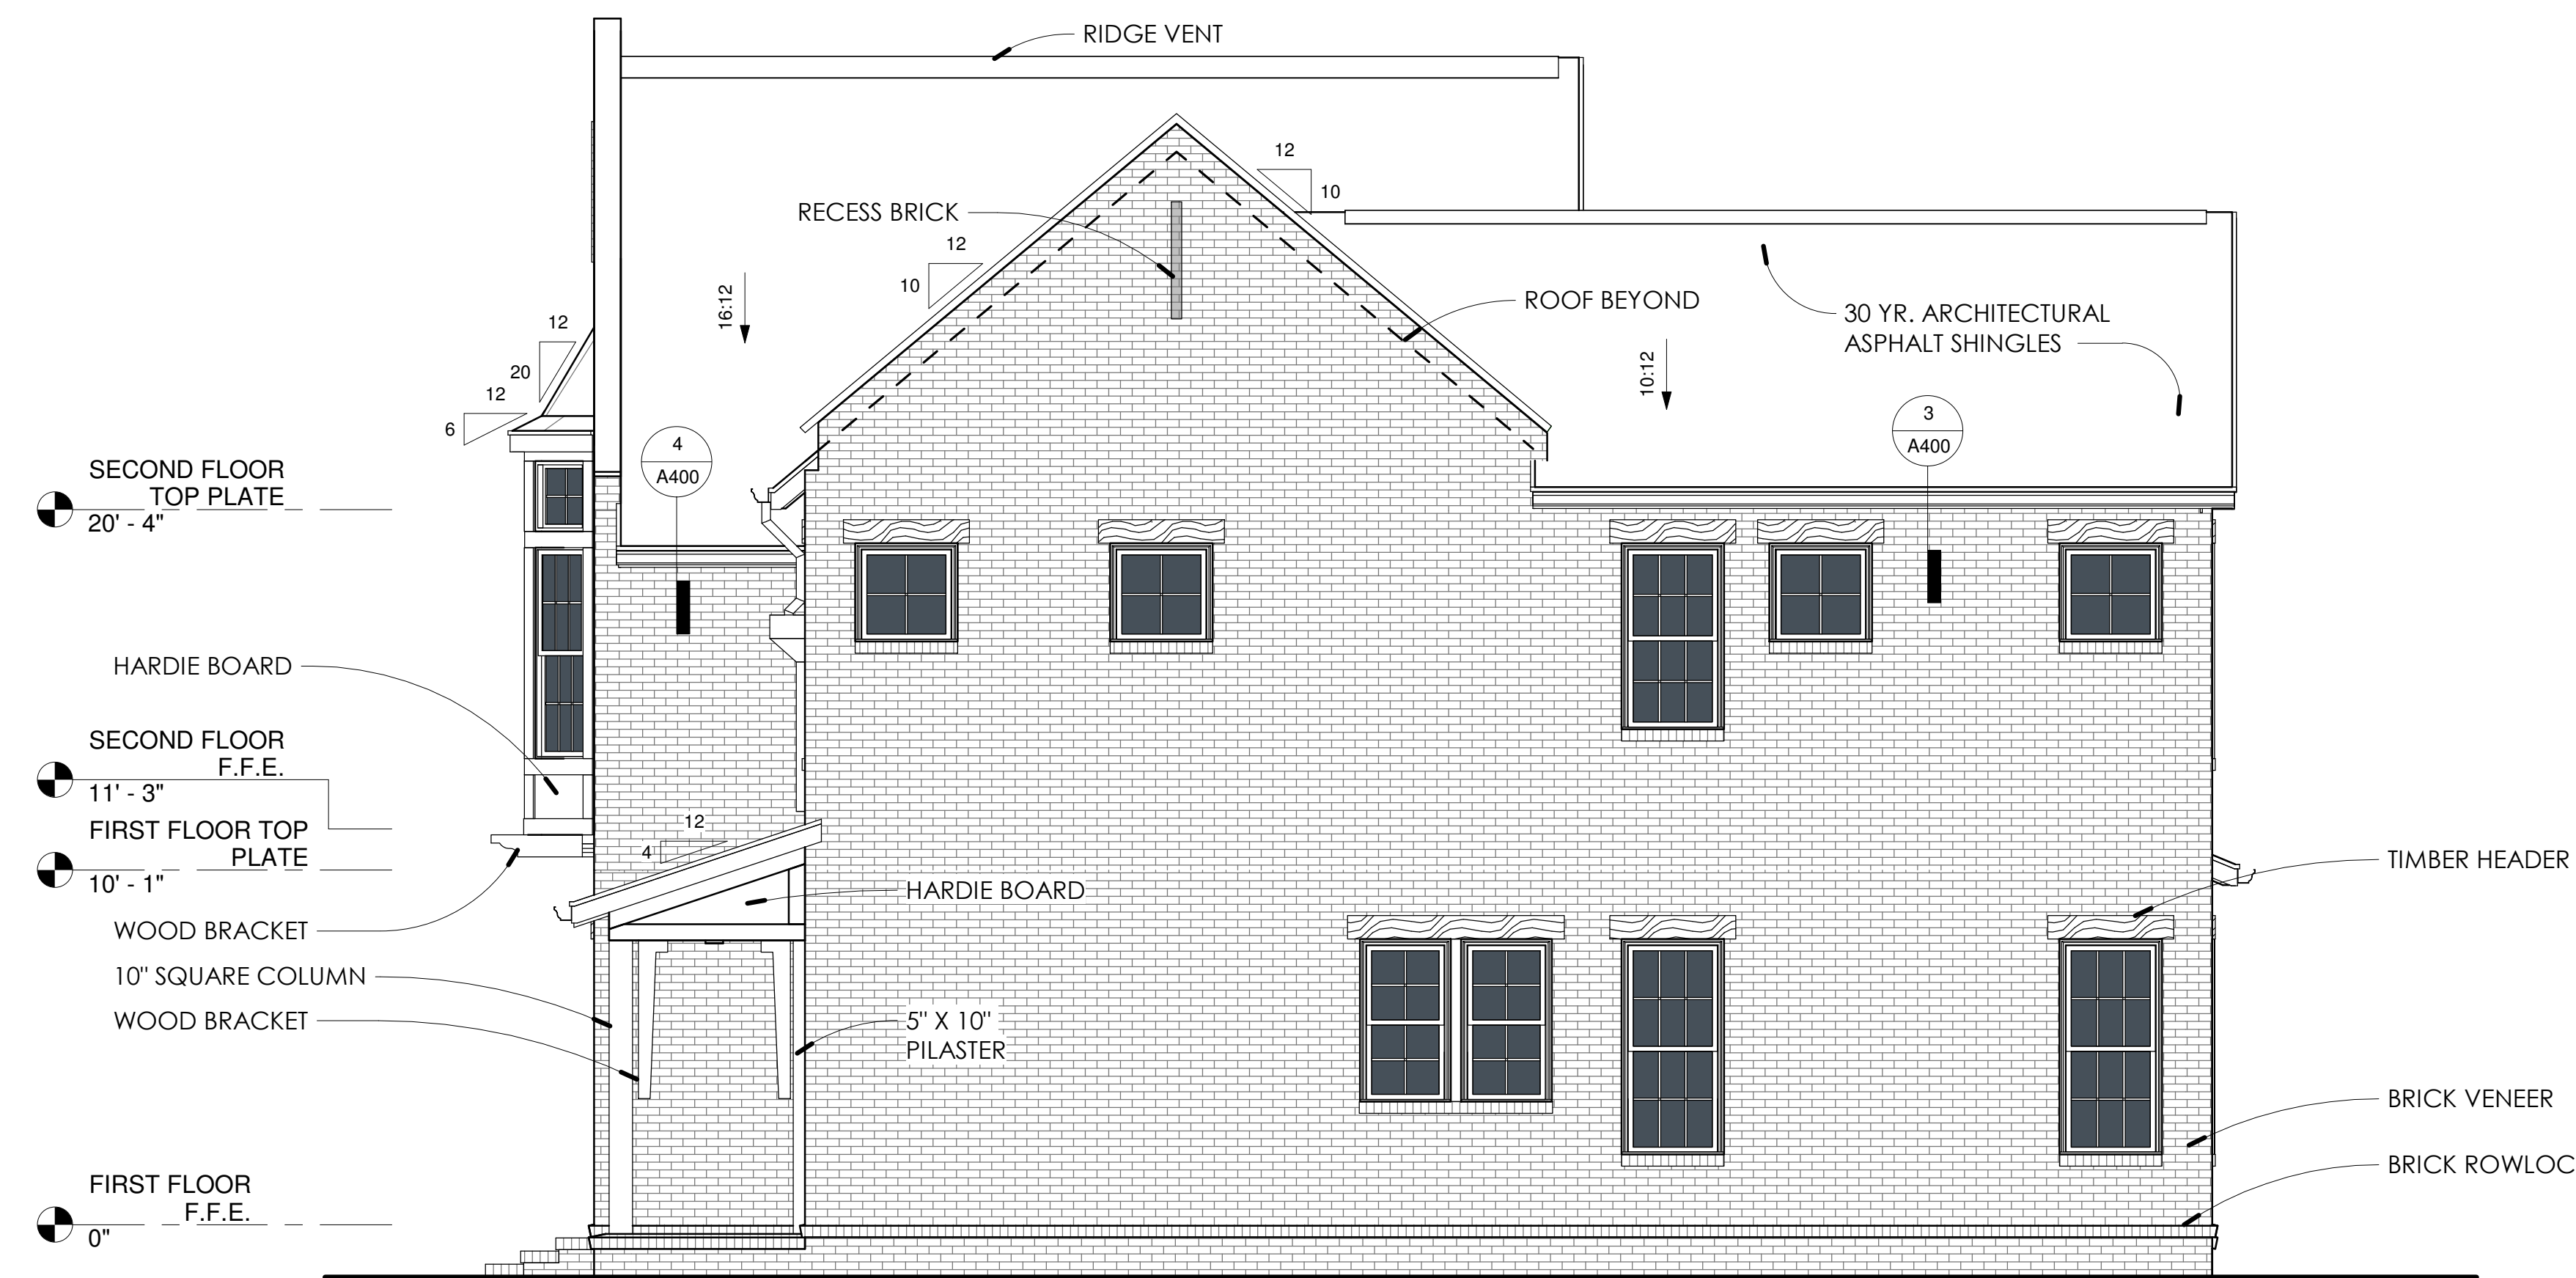 RIDGE VENT
12
10
RECESS BRICK
12
10
16:12
ROOF BEYOND
30 YR. ARCHITECTURAL
ASPHALT SHINGLES
10:12
12
20
12
6
4
A400
3
A400
SECOND FLOOR
TOP PLATE
20' - 4"
HARDIE BOARD
SECOND FLOOR
F.F.E.
11' - 3"
FIRST FLOOR TOP
PLATE
10' - 1"
12
4
HARDIE BOARD
TIMBER HEADER
WOOD BRACKET
10" SQUARE COLUMN
WOOD BRACKET
5" X 10"
PILASTER
BRICK VENEER
BRICK ROWLOC
FIRST FLOOR
F.F.E.
0"